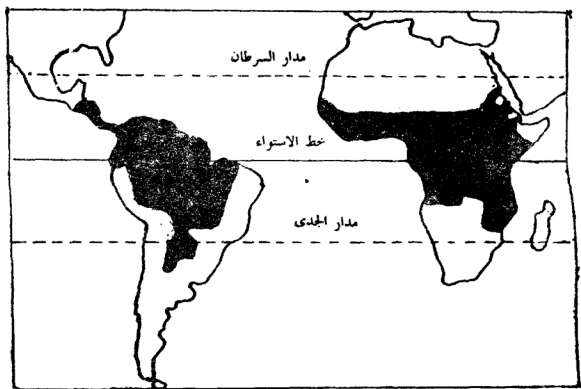 مدار السرطان
خط الاستواء
مدار الجدى